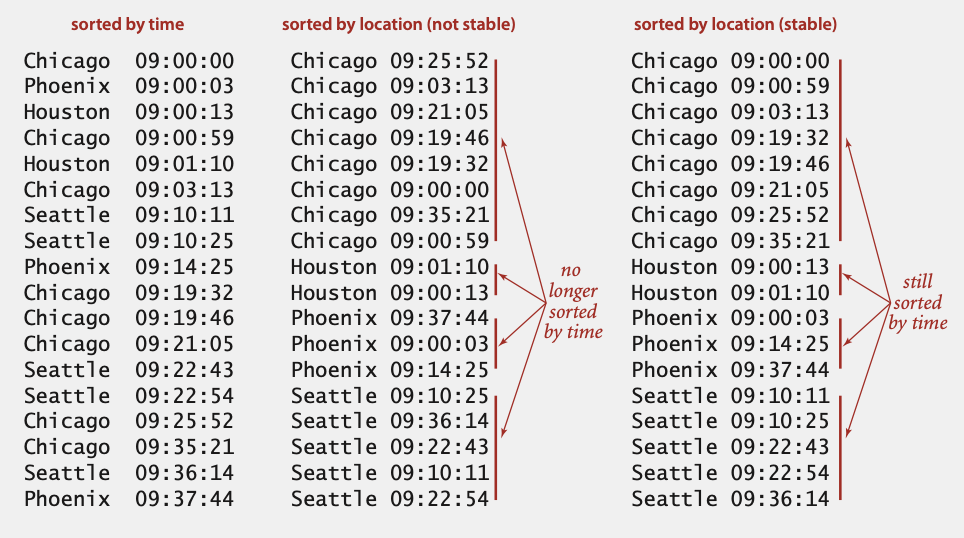 sorted by time
Chicago 09:00:00
Phoenix 09:00:03
Houston 09:00:13
Chicago 09:00:59
Houston 09:01:10
Chicago 09:03:13
Seattle 09:10:11
Seattle 09:10:25
Phoenix 09:14:25
Chicago 09:19:32
Chicago 09:19:46
Chicago 09:21:05
Seattle 09:22:43
Seattle 09:22:54
Chicago 09:25:52
Chicago 09:35:21
Seattle 09:36:14
Phoenix 09:37:44
sorted by location (not stable)
Chicago 09:25:52
Chicago 09:03:13
Chicago 09:21:05
Chicago 09:19:46
Chicago 09:19:32
Chicago 09:00:00
Chicago 09:35:21
Chicago 09:00:59
Houston 09:01:10
Houston 09:00:13
Phoenix 09:37:44
Phoenix 09:00:03
Phoenix 09:14:25
Seattle 09:10:25
Seattle 09:36:14
Seattle 09:22:43
Seattle 09:10:11
Seattle 09:22:54
no
longer
sorted
by time
sorted by location (stable)
Chicago 09:00:00
Chicago 09:00:59
Chicago 09:03:13
Chicago 09:19:32
Chicago 09:19:46
Chicago 09:21:05
Chicago 09:25:52
Chicago 09:35:21
Houston 09:00:13
Houston 09:01:10
Phoenix 09:00:03
Phoenix 09:14:25
Phoenix 09:37:44
Seattle 09:10:11
Seattle 09:10:25
Seattle 09:22:43
Seattle 09:22:54
Seattle 09:36:14
still
sorted
by time